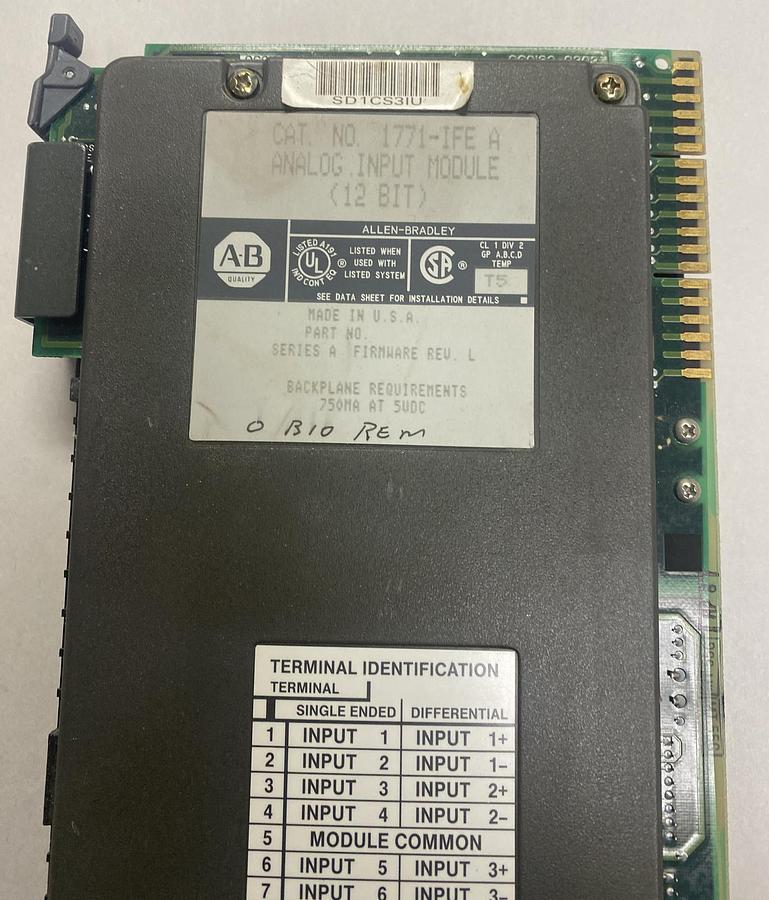 SD1CS3IU
CAT. NO. 1771-IFE A
ANALOG INPUT MODULE
(12 BIT)
ALLEN-BRADLEY
A-B
QUALITY
LISTED A191
UL
IND CONT EQ
®
LISTED WHEN
USED WITH
LISTED SYSTEM
SA
®
CL 1 DIV 2
GP A,B,C,D
TEMP
T5
SEE DATA SHEET FOR INSTALLATION DETAILS
MADE IN U.S.A.
PART NO.
SERIES A FIRMWARE REV. L
BACKPLANE REQUIREMENTS
750MA AT 5VDC
O BIO REM
TERMINAL IDENTIFICATION
TERMINAL
SINGLE ENDED DIFFERENTIAL
1 INPUT 1 INPUT 1+
2 INPUT 2 INPUT 1-
3 INPUT 3 INPUT 2+
4 INPUT 4 INPUT 2-
5 MODULE COMMON
6 INPUT 5 INPUT 3+
7 INPUT 6 INPUT 3-